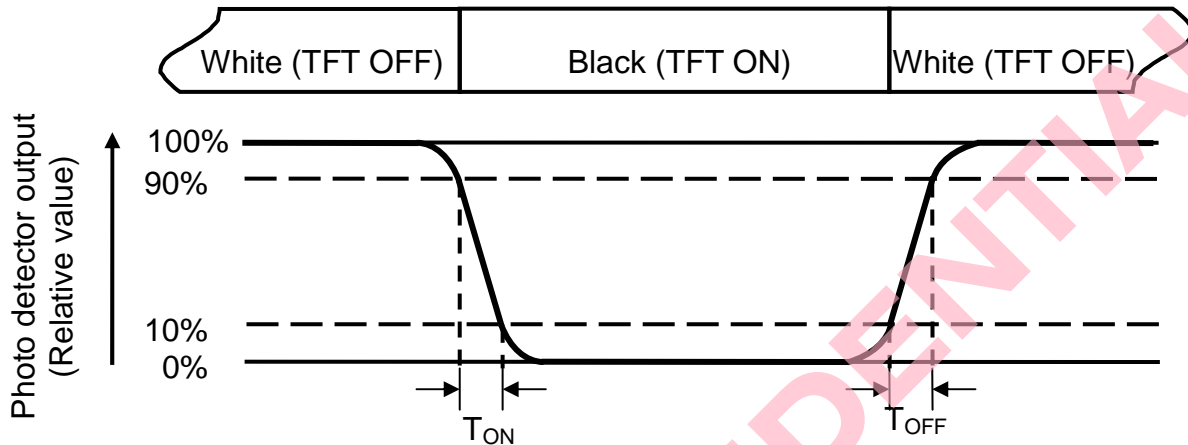 White (TFT OFF) Black (TFT ON) White (TFT OFF)
Photo detector output
(Relative value)
100%
90%
10%
0%
TON TOFF
DENTIAL